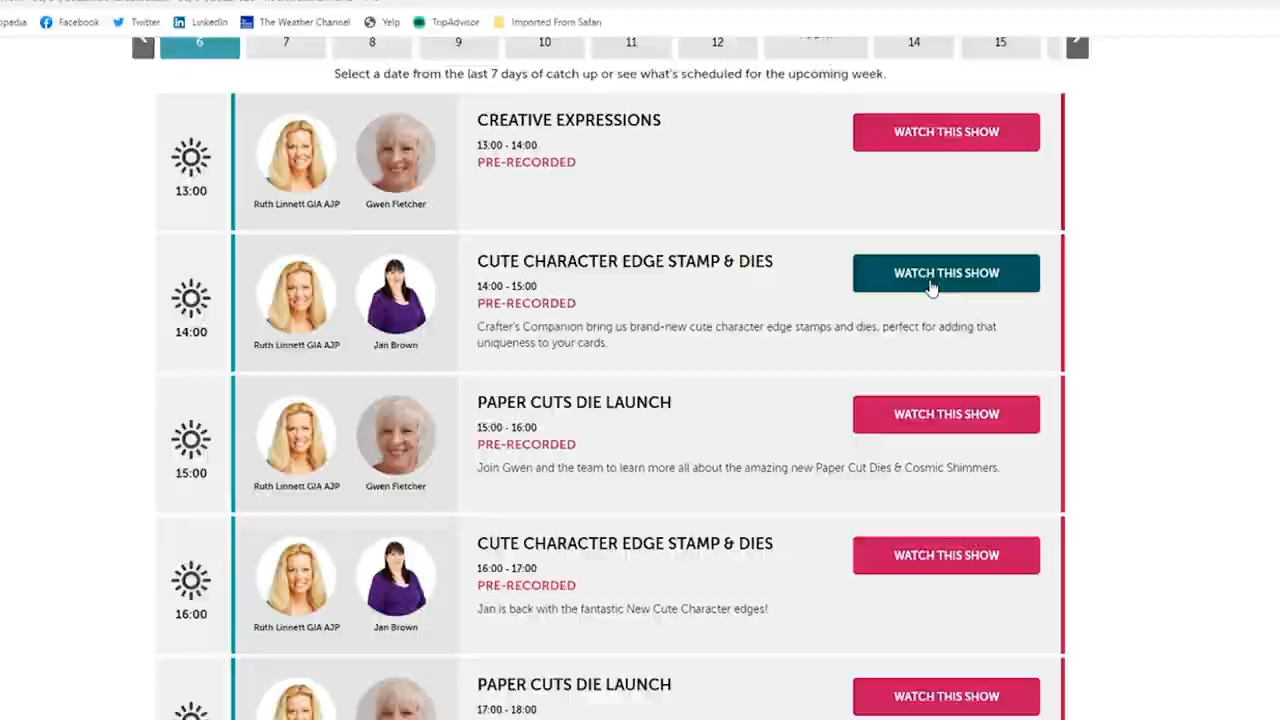 Facebook Twitter LinkedIn The Weather Channel Yelp TripAdvisor Imported From Safari
6 7 8 9 10 11 12 14 15
Select a date from the last 7 days of catch up or see what's scheduled for the upcoming week.
13:00
Ruth Linnett GIA AJP Gwen Fletcher
CREATIVE EXPRESSIONS
13:00 - 14:00
PRE-RECORDED
WATCH THIS SHOW
14:00
Ruth Linnett GIA AJP Jan Brown
CUTE CHARACTER EDGE STAMP & DIES
14:00 - 15:00
PRE-RECORDED
Crafter's Companion bring us brand-new cute character edge stamps and dies, perfect for adding that
uniqueness to your cards.
WATCH THIS SHOW
15:00
Ruth Linnett GIA AJP Gwen Fletcher
PAPER CUTS DIE LAUNCH
15:00 - 16:00
PRE-RECORDED
Join Gwen and the team to learn more all about the amazing new Paper Cut Dies & Cosmic Shimmers.
WATCH THIS SHOW
16:00
Ruth Linnett GIA AJP Jan Brown
CUTE CHARACTER EDGE STAMP & DIES
16:00 - 17:00
PRE-RECORDED
Jan is back with the fantastic New Cute Character edges!
WATCH THIS SHOW
PAPER CUTS DIE LAUNCH
17:00 - 18:00
WATCH THIS SHOW